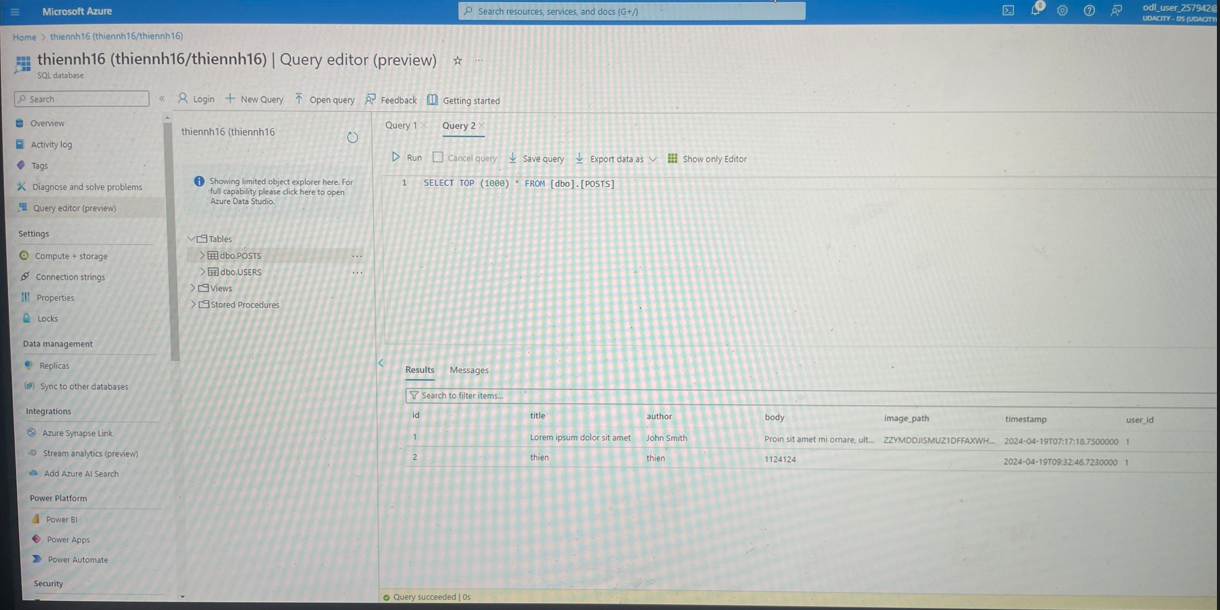 Microsoft Azure
Search resources, services, and docs (G+/)
odl_user_257942@
UDACITY - DS (UDACITY)
Home > thiennh16 (thiennh16/thiennh16)
thiennh16 (thiennh16/thiennh16) | Query editor (preview)
SQL database
Search
Login
New Query
Open query
Feedback
Getting started
Overview
Activity log
Tags
Diagnose and solve problems
Query editor (preview)
Settings
Compute + storage
Connection strings
Properties
Locks
Data management
Replicas
Sync to other databases
Integrations
Azure Synapse Link
Stream analytics (preview)
Add Azure AI Search
Power Platform
Power BI
Power Apps
Power Automate
Security
thiennh16 (thiennh16
Showing limited object explorer here. For
full capability please click here to open
Azure Data Studio.
Tables
dbo.POSTS
dbo.USERS
Views
Stored Procedures
Query 1
Query 2
Run
Cancel query
Save query
Export data as
Show only Editor
1 SELECT TOP (1000) * FROM [dbo].[POSTS]
Results
Messages
Search to filter items...
id title author body image_path timestamp user_id
1 Lorem ipsum dolor sit amet John Smith Proin sit amet mi ornare, ult... ZZYMDDJISMUZ1DFFAXWH... 2024-04-19T07:17:18.7500000 1
2 thien thien 1124124 2024-04-19T09:32:46.7230000 1
Query succeeded | 0s